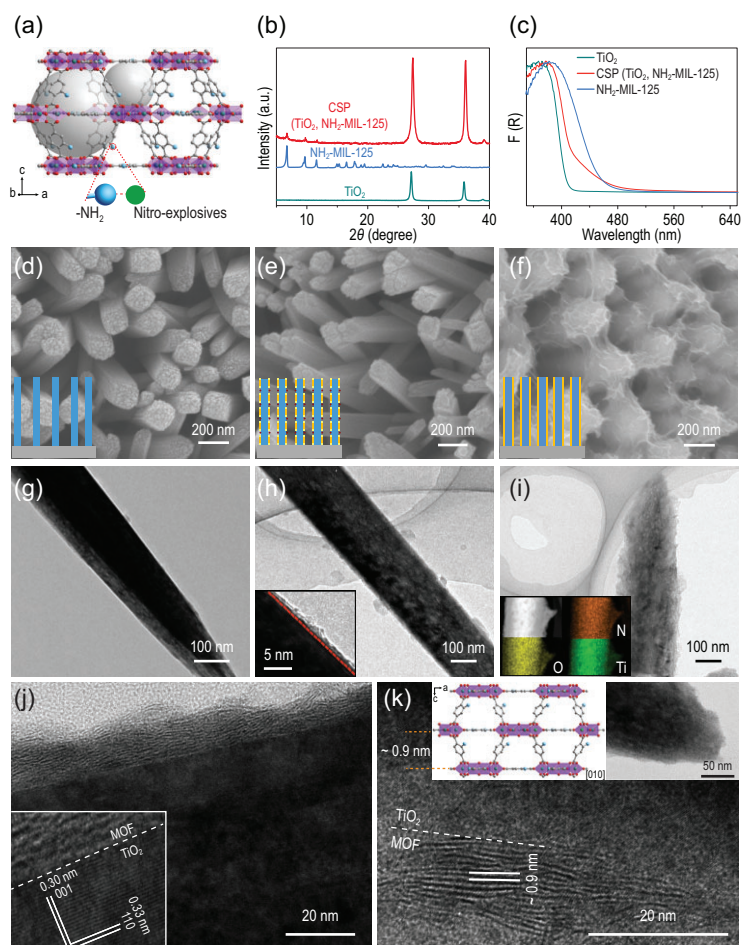 (a)
c
b
a
-NH₂
Nitro-explosives
(b)
Intensity (a.u.)
CSP
(TiO₂, NH₂-MIL-125)
NH₂-MIL-125
TiO₂
10
20
30
40
2θ (degree)
(c)
F (R)
TiO₂
CSP (TiO₂, NH₂-MIL-125)
NH₂-MIL-125
400
480
560
640
Wavelength (nm)
(d)
200 nm
(e)
200 nm
(f)
200 nm
(g)
100 nm
(h)
5 nm
100 nm
(i)
N
O
Ti
100 nm
(j)
MOF
TiO₂
0.30 nm
001
0.33 nm
110
20 nm
(k)
a
c
~ 0.9 nm
[010]
50 nm
TiO₂
MOF
~ 0.9 nm
20 nm